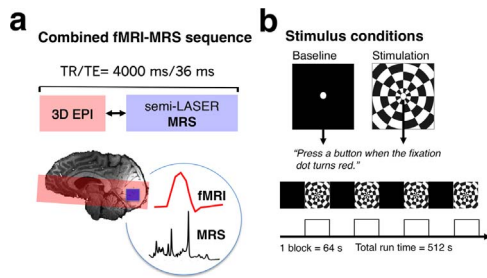 a
Combined fMRI-MRS sequence
TR/TE= 4000 ms/36 ms
3D EPI
semi-LASER
MRS
fMRI
MRS
b
Stimulus conditions
Baseline
Stimulation
“Press a button when the fixation
dot turns red.”
1 block = 64 s
Total run time = 512 s